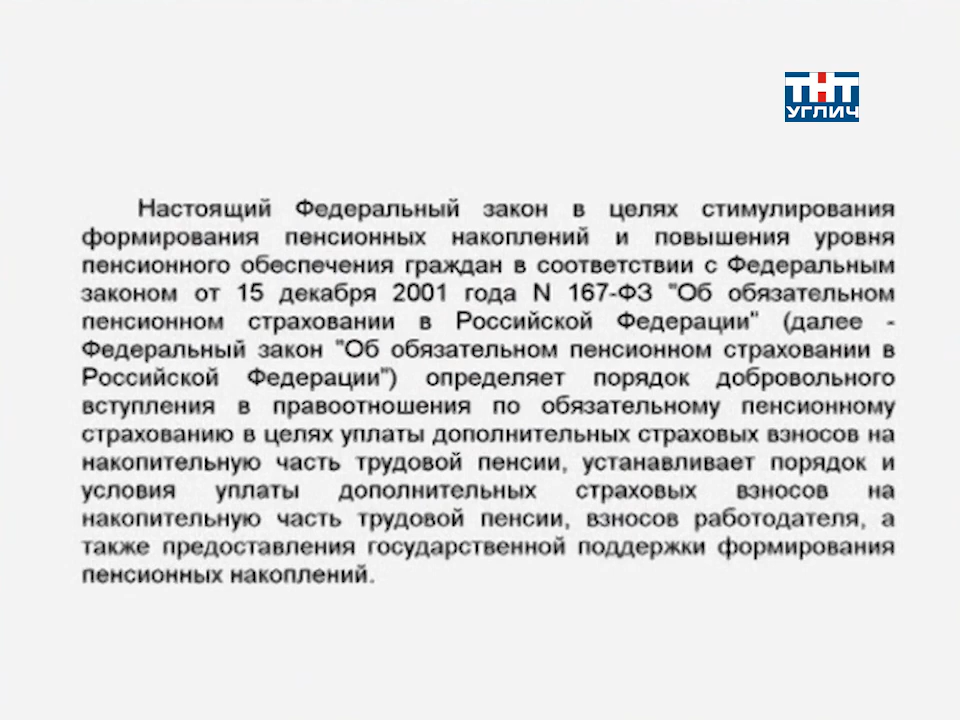 ТНТ
УГЛИЧ
Настоящий Федеральный закон в целях стимулирования
формирования пенсионных накоплений и повышения уровня
пенсионного обеспечения граждан в соответствии с Федеральным
законом от 15 декабря 2001 года N 167-ФЗ "Об обязательном
пенсионном страховании в Российской Федерации" (далее -
Федеральный закон "Об обязательном пенсионном страховании в
Российской Федерации") определяет порядок добровольного
вступления в правоотношения по обязательному пенсионному
страхованию в целях уплаты дополнительных страховых взносов на
накопительную часть трудовой пенсии, устанавливает порядок и
условия уплаты дополнительных страховых взносов на
накопительную часть трудовой пенсии, взносов работодателя, а
также предоставления государственной поддержки формирования
пенсионных накоплений.